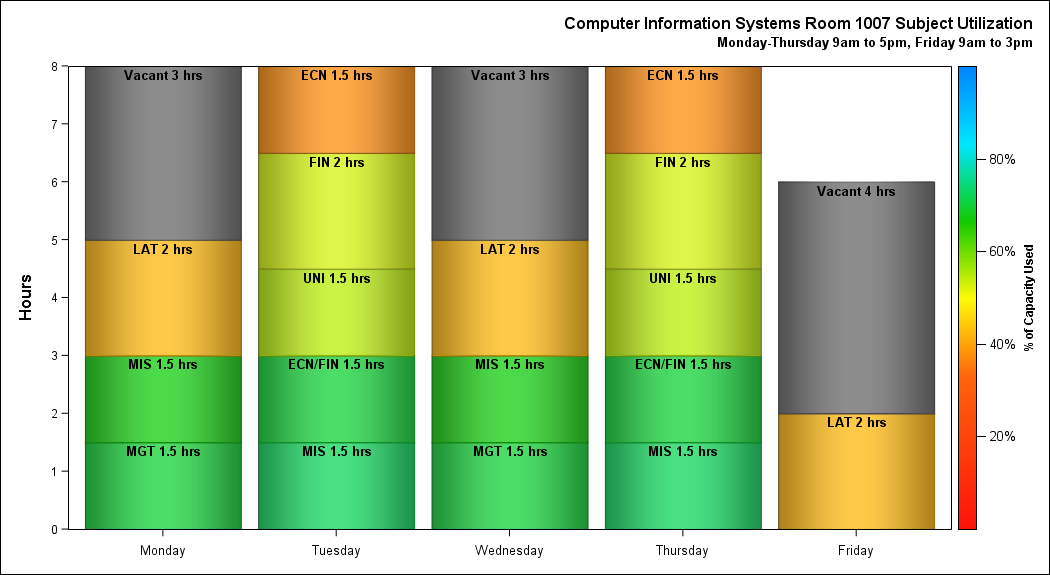 Computer Information Systems Room 1007 Subject Utilization
Monday-Thursday 9am to 5pm, Friday 9am to 3pm
Hours
8
7
6
5
4
3
2
1
0
Vacant 3 hrs
LAT 2 hrs
MIS 1.5 hrs
MGT 1.5 hrs
Monday
ECN 1.5 hrs
FIN 2 hrs
UNI 1.5 hrs
ECN/FIN 1.5 hrs
MIS 1.5 hrs
Tuesday
Vacant 3 hrs
LAT 2 hrs
MIS 1.5 hrs
MGT 1.5 hrs
Wednesday
ECN 1.5 hrs
FIN 2 hrs
UNI 1.5 hrs
ECN/FIN 1.5 hrs
MIS 1.5 hrs
Thursday
Vacant 4 hrs
LAT 2 hrs
Friday
80%
60%
40%
20%
% of Capacity Used